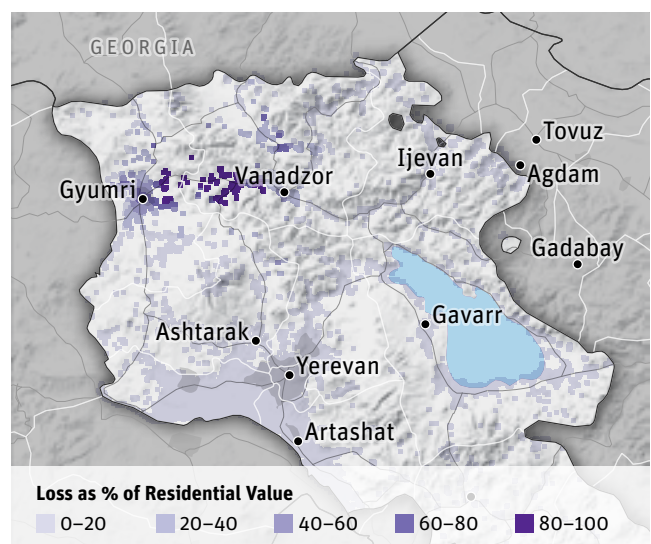 GEORGIA
Tovuz
Ijevan
Agdam
Vanadzor
Gyumri
Gadabay
Gavarr
Ashtarak
Yerevan
Artashat
Loss as % of Residential Value
0–20 20–40 40–60 60–80 80–100